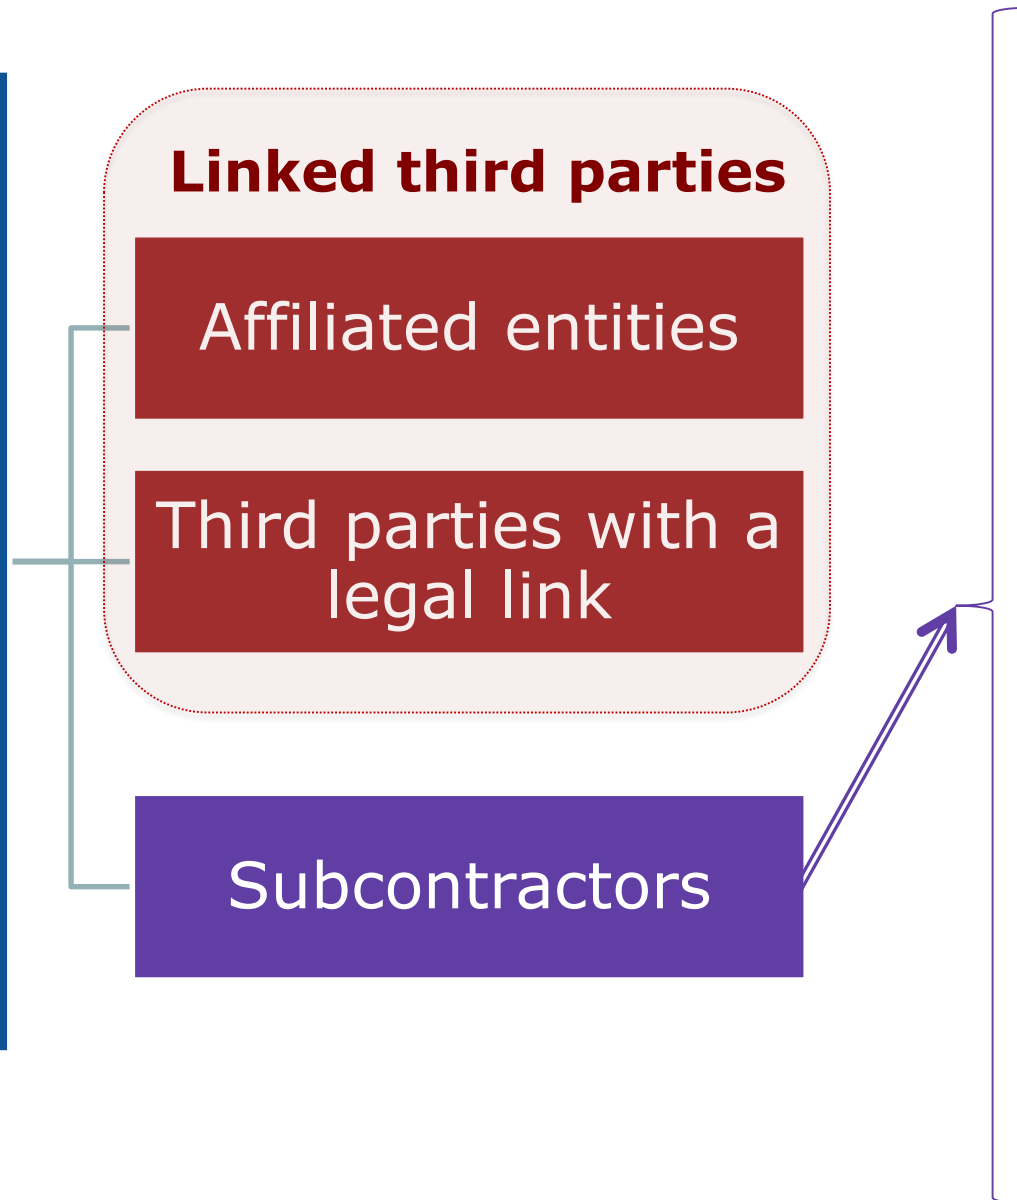 Linked third parties
Affiliated entities
Third parties with a
legal link
Subcontractors